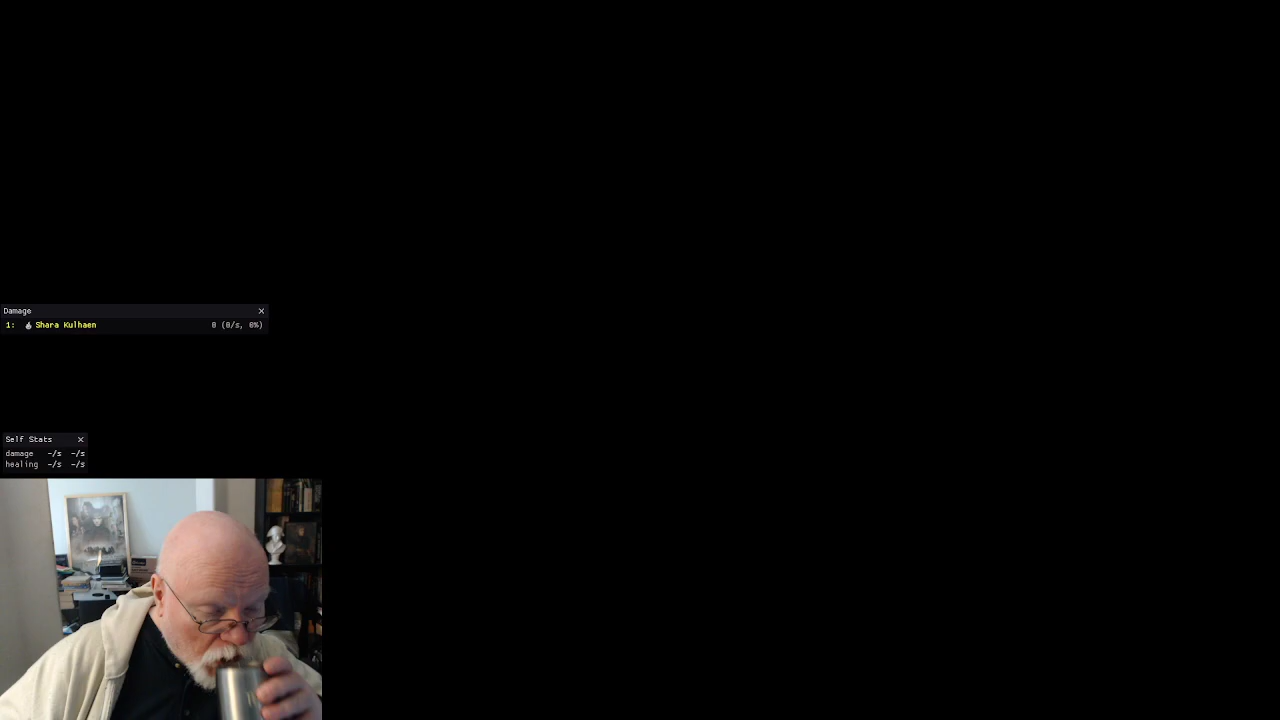 Damage
1: Shara Kulhaen 0 (0/s, 0%)
Self Stats
damage -/s -/s
healing -/s -/s